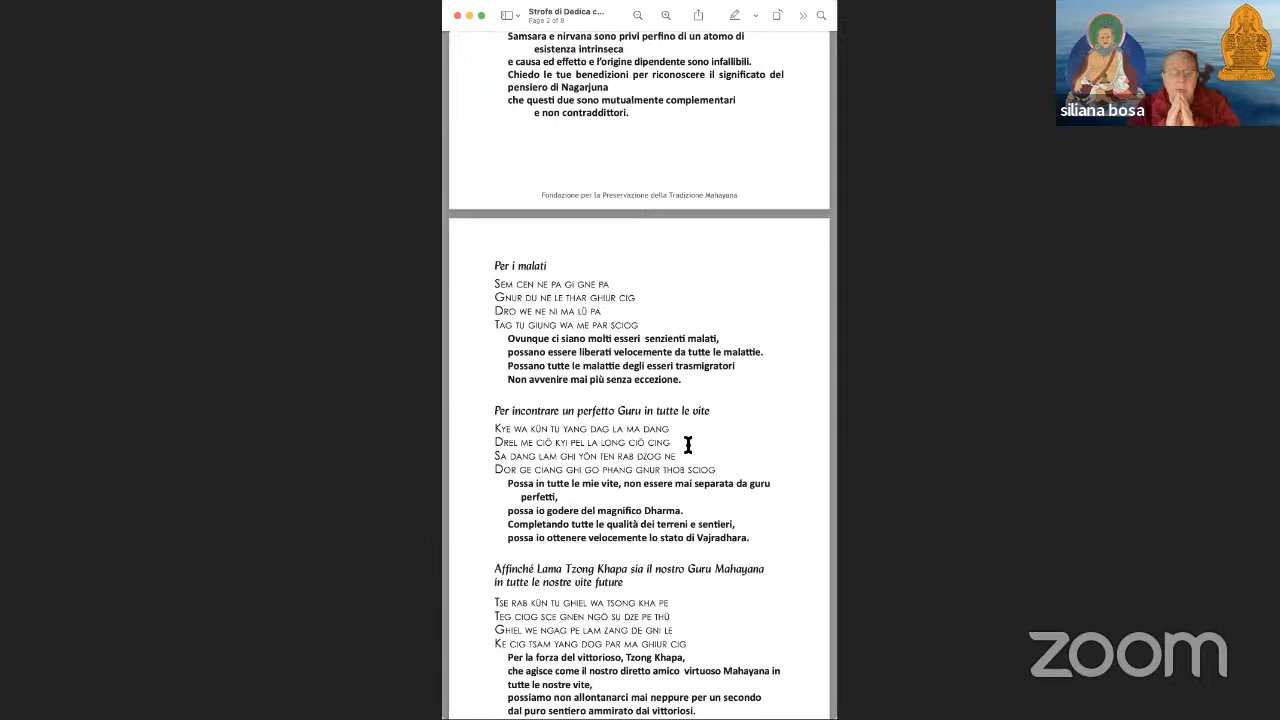 Strofe di Dedica c...
Page 2 of 8
Samsara e nirvana sono privi perfino di un atomo di
esistenza intrinseca
e causa ed effetto e l'origine dipendente sono infallibili.
Chiedo le tue benedizioni per riconoscere il significato del
pensiero di Nagarjuna
che questi due sono mutualmente complementari
e non contraddittori.
Fondazione per la Preservazione della Tradizione Mahayana
Per i malati
SEM CEN NE PA GI GNE PA
GNUR DU NE LE THAR GHIUR CIG
DRO WE NE NI MA LÜ PA
TAG TU GIUNG WA ME PAR SCIOG
Ovunque ci siano molti esseri senzienti malati,
possano essere liberati velocemente da tutte le malattie.
Possano tutte le malattie degli esseri trasmigratori
Non avvenire mai più senza eccezione.
Per incontrare un perfetto Guru in tutte le vite
KYE WA KÜN TU YANG DAG LA MA DANG
DREL ME CIÖ KYI PEL LA LONG CIÖ CING
SA DANG LAM GHI YÖN TEN RAB DZOG NE
DOR GE CIANG GHI GO PHANG GNUR THOB SCIOG
Possa in tutte le mie vite, non essere mai separata da guru
perfetti,
possa io godere del magnifico Dharma.
Completando tutte le qualità dei terreni e sentieri,
possa io ottenere velocemente lo stato di Vajradhara.
Affinché Lama Tzong Khapa sia il nostro Guru Mahayana
in tutte le nostre vite future
TSE RAB KÜN TU GHIEL WA TSONG KHA PE
TEG CIOG SCE GNEN NGÖ SU DZE PE THÜ
GHIEL WE NGAG PE LAM ZANG DE GNI LE
KE CIG TSAM YANG DOG PAR MA GHIUR CIG
Per la forza del vittorioso, Tzong Khapa,
che agisce come il nostro diretto amico virtuoso Mahayana in
tutte le nostre vite,
possiamo non allontanarci mai neppure per un secondo
dal puro sentiero ammirato dai vittoriosi.
siliana bosa
zoom